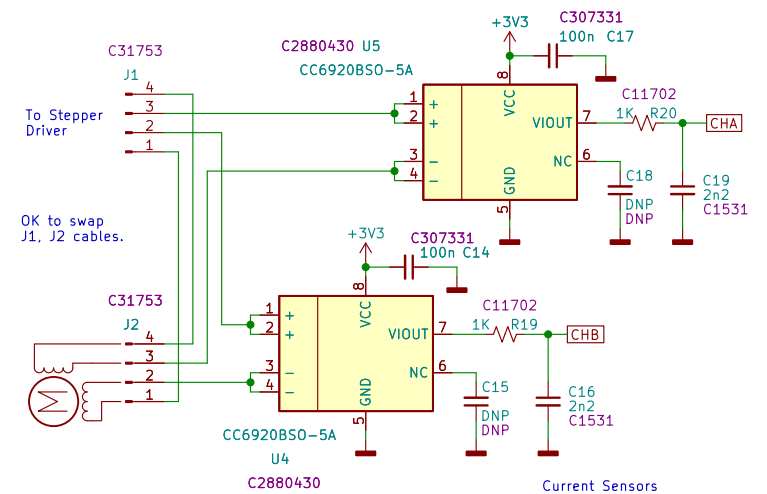 +3V3
C307331
100n C17
C31753
C2880430 U5
CC6920BSO-5A
J1
8
VCC
C11702
4
3
2
1
To Stepper
Driver
1
2
3
4
+
+
−
−
VIOUT
7
1K R20
CHA
NC
6
GND
5
C18
DNP
DNP
C19
2n2
C1531
OK to swap
J1, J2 cables.
+3V3
C307331
100n C14
C31753
J2
8
VCC
C11702
4
3
2
1
M
1
2
3
4
+
+
−
−
VIOUT
7
1K R19
CHB
NC
6
GND
5
C15
DNP
DNP
C16
2n2
C1531
CC6920BSO-5A
U4
C2880430
Current Sensors